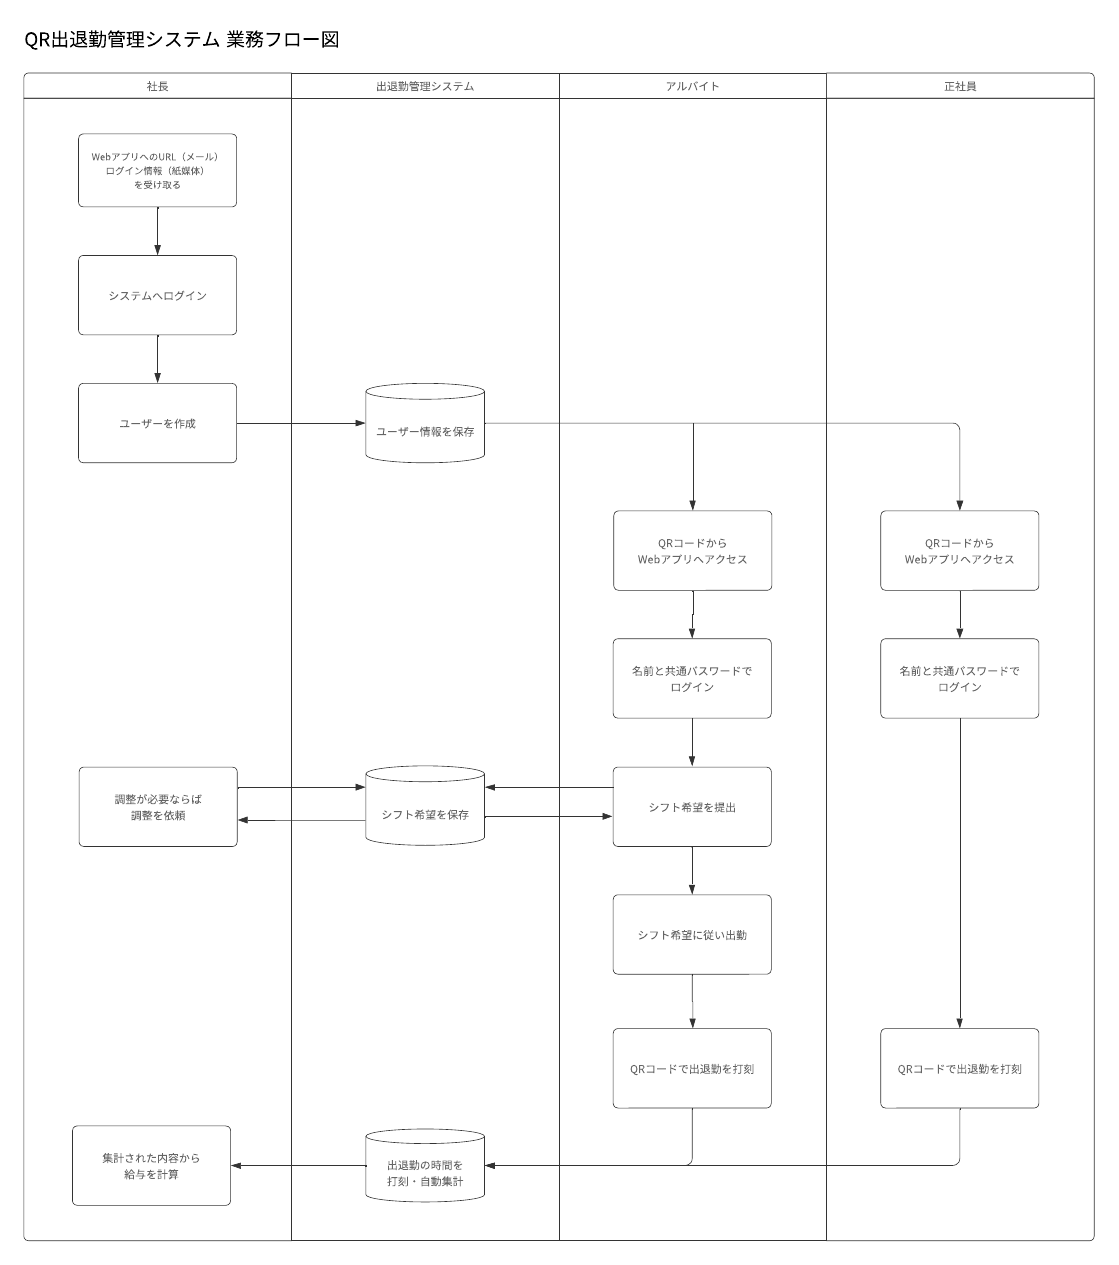 QR出退勤管理システム 業務フロー図
社長
出退勤管理システム
アルバイト
正社員
WebアプリへのURL（メール）
ログイン情報（紙媒体）
を受け取る
システムへログイン
ユーザーを作成
ユーザー情報を保存
QRコードから
Webアプリへアクセス
QRコードから
Webアプリへアクセス
名前と共通パスワードで
ログイン
名前と共通パスワードで
ログイン
調整が必要ならば
調整を依頼
シフト希望を保存
シフト希望を提出
シフト希望に従い出勤
QRコードで出退勤を打刻
QRコードで出退勤を打刻
集計された内容から
給与を計算
出退勤の時間を
打刻・自動集計